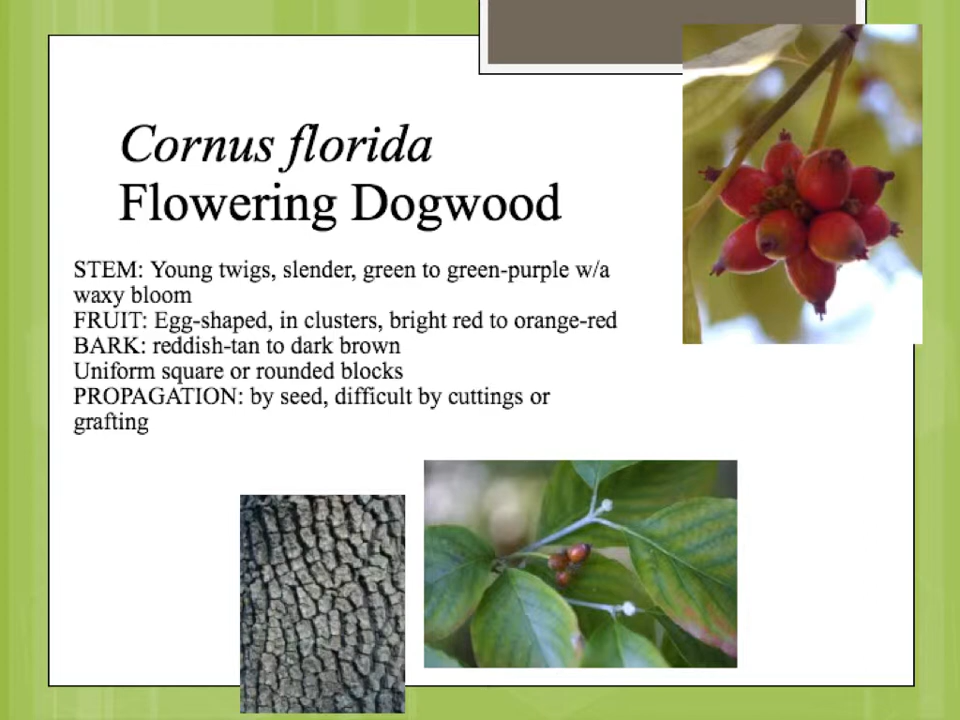 Cornus florida
Flowering Dogwood
STEM: Young twigs, slender, green to green-purple w/a
waxy bloom
FRUIT: Egg-shaped, in clusters, bright red to orange-red
BARK: reddish-tan to dark brown
Uniform square or rounded blocks
PROPAGATION: by seed, difficult by cuttings or
grafting